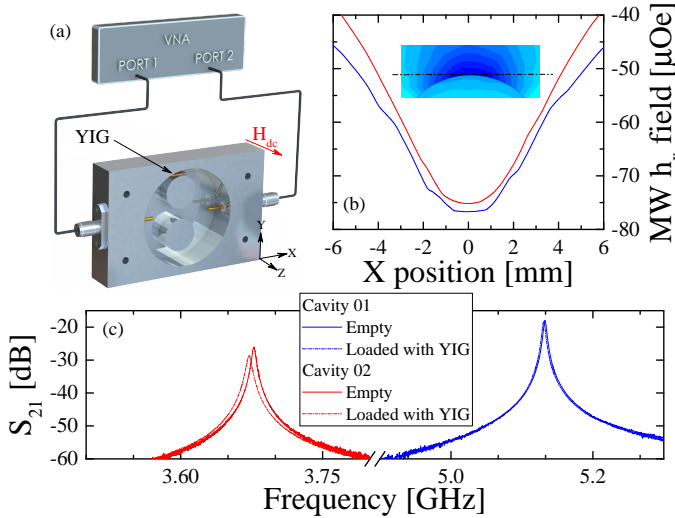 (a)
VNA
PORT 1
PORT 2
YIG
H_dc
Y
X
Z
-40
-50
-60
-70
-80
MW h_x field [µOe]
(b)
-6 -4 -2 0 2 4 6
X position [mm]
(c)
-20
-30
-40
-50
-60
S_21 [dB]
Cavity 01
Empty
Loaded with YIG
Cavity 02
Empty
Loaded with YIG
3.60 3.75 5.0 5.2
Frequency [GHz]